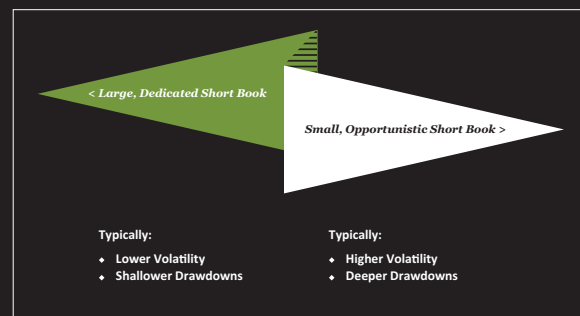 < Large, Dedicated Short Book
Small, Opportunistic Short Book >
Typically:
⬥ Lower Volatility
⬥ Shallower Drawdowns
Typically:
⬥ Higher Volatility
⬥ Deeper Drawdowns